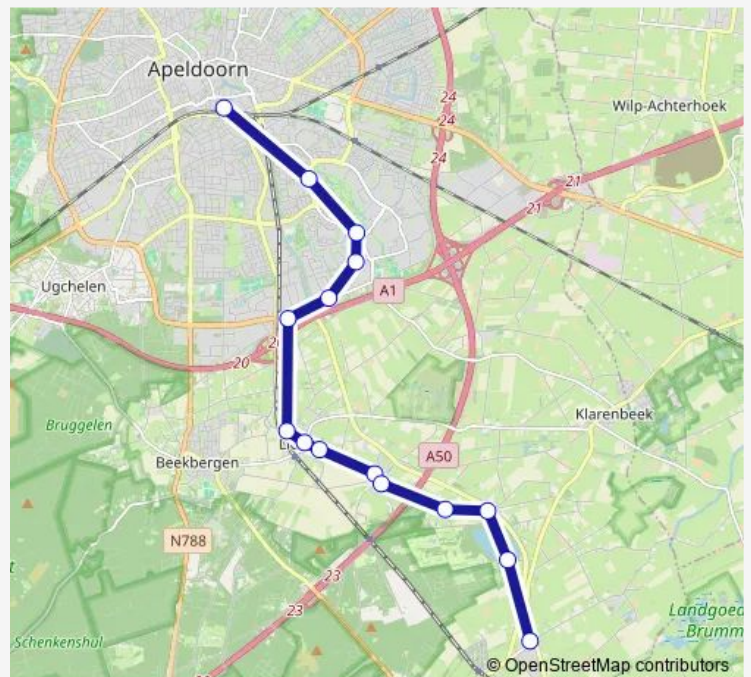 Apeldoorn
24
24
Wilp-Achterhoek
24
21
21
Ugchelen
A1
20
Klarenbeek
Bruggelen
A50
Beekbergen
N788
23
23
Landgoed
Brumm
Schenkenshul
© OpenStreetMap contributors